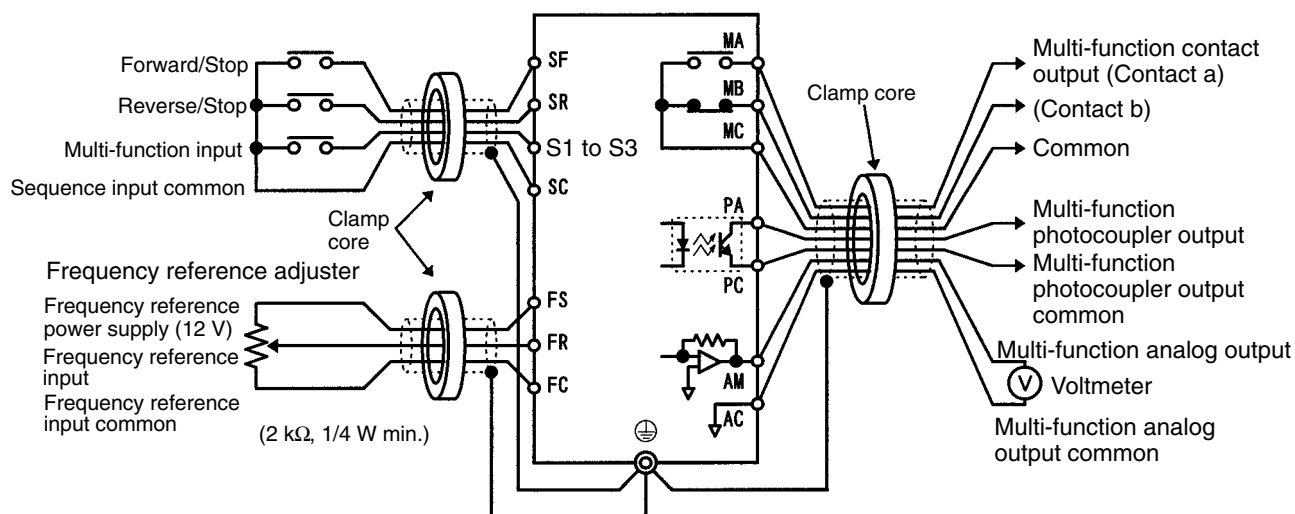 Forward/Stop
Reverse/Stop
Multi-function input
Sequence input common
Clamp
core
SF
SR
S1 to S3
SC
Frequency reference adjuster
Frequency reference
power supply (12 V)
Frequency reference
input
Frequency reference
input common
(2 kΩ, 1/4 W min.)
FS
FR
FC
MA
MB
MC
PA
PC
AM
AC
Clamp core
Multi-function contact
output (Contact a)
(Contact b)
Common
Multi-function
photocoupler output
Multi-function
photocoupler output
common
Multi-function analog output
V
Voltmeter
Multi-function analog
output common